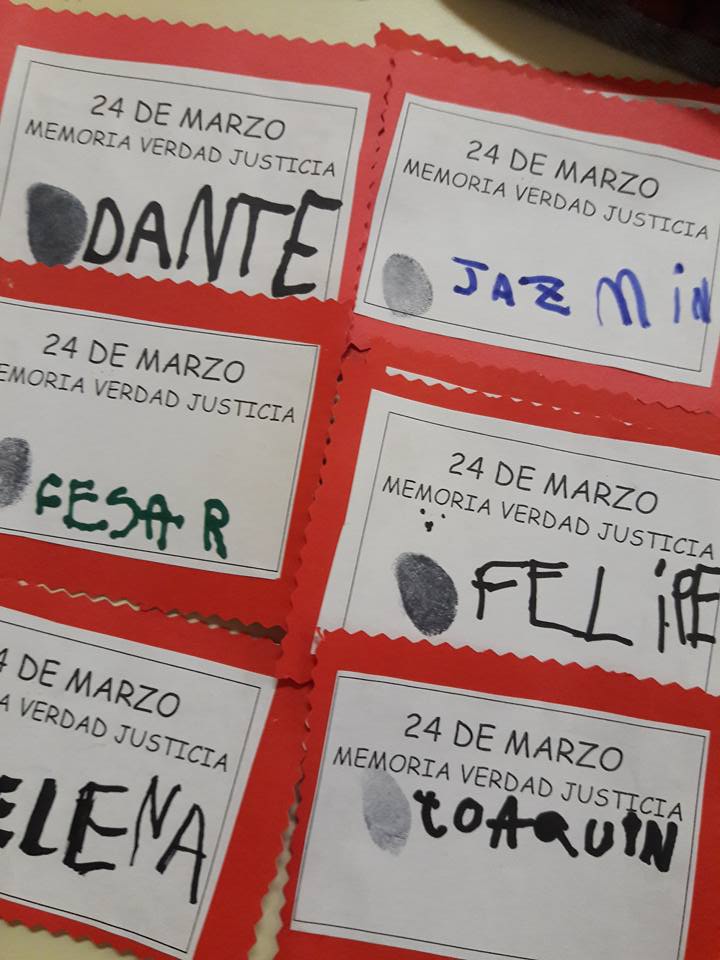 24 DE MARZO
MEMORIA VERDAD JUSTICIA
DANTE
24 DE MARZO
MEMORIA VERDAD JUSTICIA
JAZMIN
24 DE MARZO
EMORIA VERDAD JUSTICIA
CESAR
24 DE MARZO
MEMORIA VERDAD JUSTICIA
FELiPE
4 DE MARZO
A VERDAD JUSTICIA
ELENA
24 DE MARZO
MEMORIA VERDAD JUSTICIA
tOAQUIN